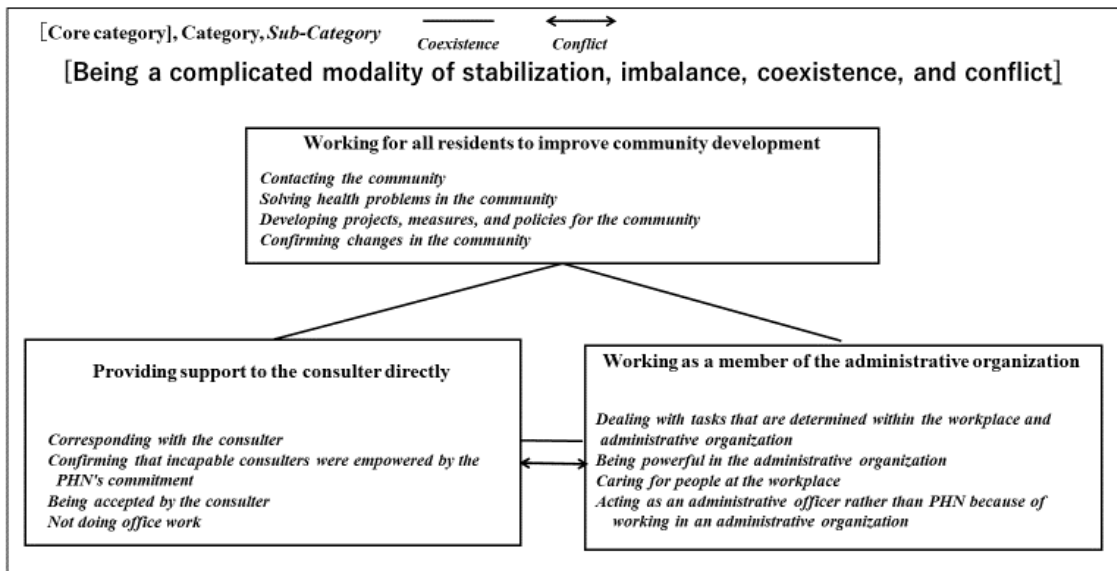 [Core category], Category, Sub-Category
Coexistence
Conflict
[Being a complicated modality of stabilization, imbalance, coexistence, and conflict]
Working for all residents to improve community development
Contacting the community
Solving health problems in the community
Developing projects, measures, and policies for the community
Confirming changes in the community
Providing support to the consulter directly
Corresponding with the consulter
Confirming that incapable consulters were empowered by the
PHN's commitment
Being accepted by the consulter
Not doing office work
Working as a member of the administrative organization
Dealing with tasks that are determined within the workplace and
administrative organization
Being powerful in the administrative organization
Caring for people at the workplace
Acting as an administrative officer rather than PHN because of
working in an administrative organization